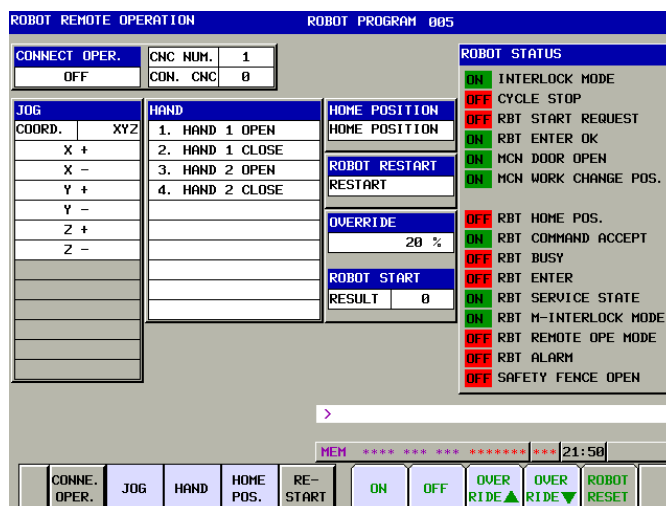 ROBOT REMOTE OPERATION ROBOT PROGRAM 005
CONNECT OPER.
OFF
CNC NUM. 1
CON. CNC 0
JOG
COORD. XYZ
X +
X -
Y +
Y -
Z +
Z -
HAND
1. HAND 1 OPEN
2. HAND 1 CLOSE
3. HAND 2 OPEN
4. HAND 2 CLOSE
HOME POSITION
HOME POSITION
ROBOT RESTART
RESTART
OVERRIDE
20 %
ROBOT START
RESULT 0
ROBOT STATUS
ON INTERLOCK MODE
OFF CYCLE STOP
OFF RBT START REQUEST
ON RBT ENTER OK
ON MCN DOOR OPEN
ON MCN WORK CHANGE POS.
OFF RBT HOME POS.
ON RBT COMMAND ACCEPT
OFF RBT BUSY
OFF RBT ENTER
ON RBT SERVICE STATE
ON RBT M-INTERLOCK MODE
OFF RBT REMOTE OPE MODE
OFF RBT ALARM
OFF SAFETY FENCE OPEN
>
MEM **** *** *** ******* *** 21:50
CONNE. OPER.
JOG
HAND
HOME POS.
RE-START
ON
OFF
OVER RIDE▲
OVER RIDE▼
ROBOT RESET